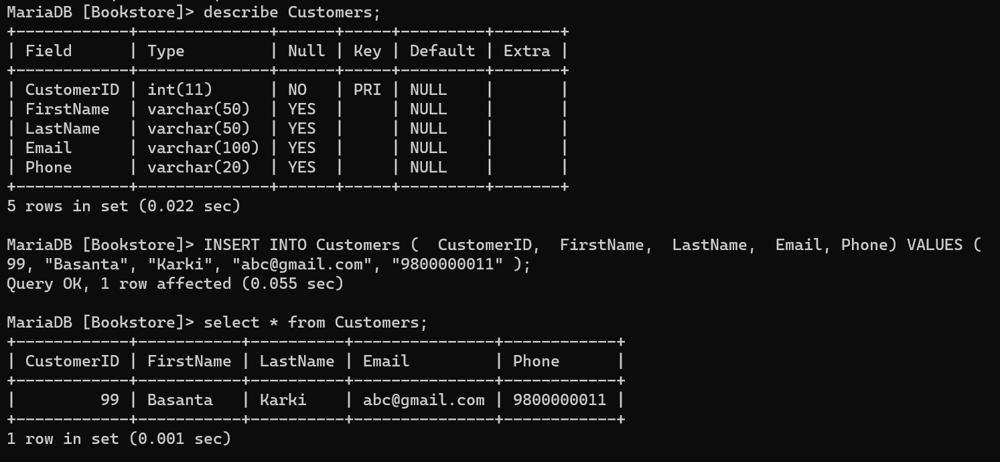 MariaDB [Bookstore]> describe Customers;
+------------+--------------+------+-----+---------+-------+
| Field      | Type         | Null | Key | Default | Extra |
+------------+--------------+------+-----+---------+-------+
| CustomerID | int(11)      | NO   | PRI | NULL    |       |
| FirstName  | varchar(50)  | YES  |     | NULL    |       |
| LastName   | varchar(50)  | YES  |     | NULL    |       |
| Email      | varchar(100) | YES  |     | NULL    |       |
| Phone      | varchar(20)  | YES  |     | NULL    |       |
+------------+--------------+------+-----+---------+-------+
5 rows in set (0.022 sec)

MariaDB [Bookstore]> INSERT INTO Customers (  CustomerID,  FirstName,  LastName,  Email, Phone) VALUES (
99, "Basanta", "Karki", "abc@gmail.com", "9800000011" );
Query OK, 1 row affected (0.055 sec)

MariaDB [Bookstore]> select * from Customers;
+------------+-----------+----------+---------------+------------+
| CustomerID | FirstName | LastName | Email         | Phone      |
+------------+-----------+----------+---------------+------------+
|         99 | Basanta   | Karki    | abc@gmail.com | 9800000011 |
+------------+-----------+----------+---------------+------------+
1 row in set (0.001 sec)